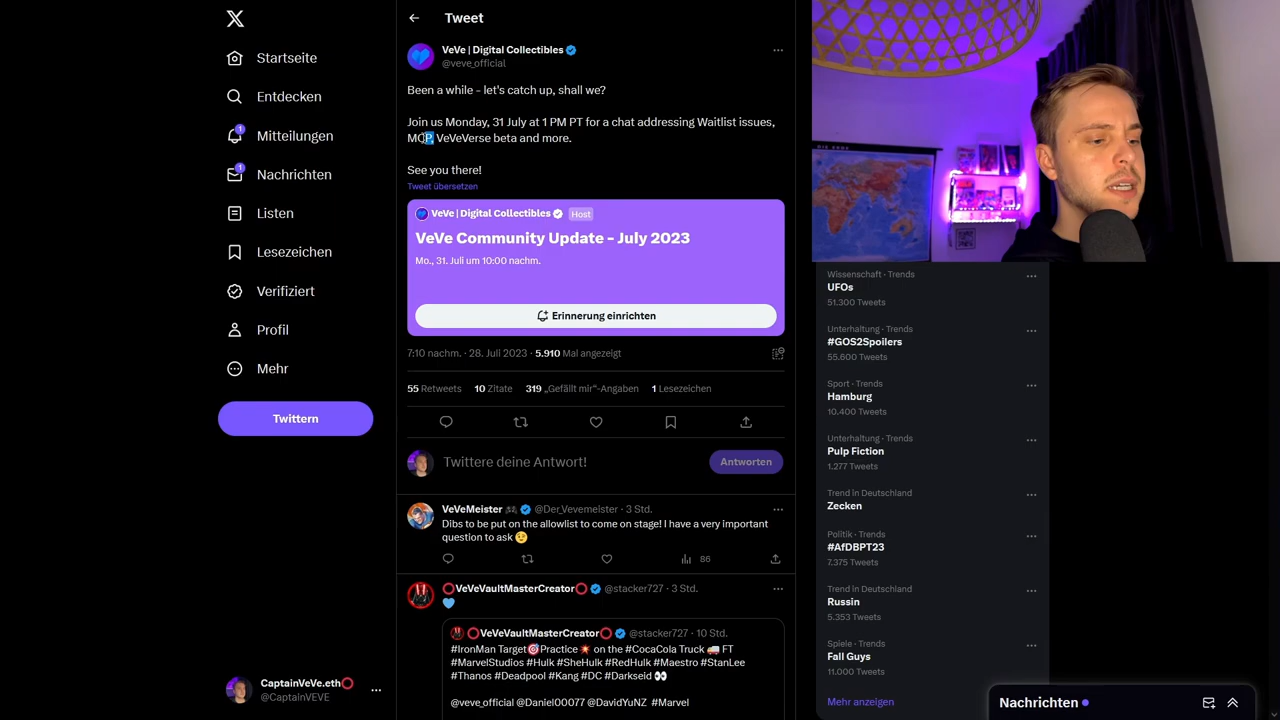 Tweet
VeVe | Digital Collectibles
@veve_official
Been a while - let's catch up, shall we?
Join us Monday, 31 July at 1 PM PT for a chat addressing Waitlist issues,
MCP, VeVeVerse beta and more.
See you there!
Tweet übersetzen
VeVe | Digital Collectibles Host
VeVe Community Update - July 2023
Mo., 31. Juli um 10:00 nachm.
Erinnerung einrichten
7:10 nachm. · 28. Juli 2023 · 5.910 Mal angezeigt
55 Retweets 10 Zitate 319 „Gefällt mir“-Angaben 1 Lesezeichen
Twittere deine Antwort!
Antworten
VeVeMeister @Der_Vevemeister · 3 Std.
Dibs to be put on the allowlist to come on stage! I have a very important
question to ask
86
VeVeVaultMasterCreator @stacker727 · 3 Std.
VeVeVaultMasterCreator @stacker727 · 10 Std.
#IronMan Target Practice on the #CocaCola Truck FT
#MarvelStudios #Hulk #SheHulk #RedHulk #Maestro #StanLee
#Thanos #Deadpool #Kang #DC #Darkseid
@veve_official @Daniel00077 @DavidYuNZ #Marvel
Startseite
Entdecken
1
Mitteilungen
1
Nachrichten
Listen
Lesezeichen
Verifiziert
Profil
Mehr
Twittern
CaptainVeVe.eth
@CaptainVEVE
Wissenschaft · Trends
UFOs
51.300 Tweets
Unterhaltung · Trends
#GOS2Spoilers
55.600 Tweets
Sport · Trends
Hamburg
10.400 Tweets
Unterhaltung · Trends
Pulp Fiction
1.277 Tweets
Trend in Deutschland
Zecken
Politik · Trends
#AfDBPT23
7.375 Tweets
Trend in Deutschland
Russin
5.353 Tweets
Spiele · Trends
Fall Guys
11.000 Tweets
Mehr anzeigen
Nachrichten